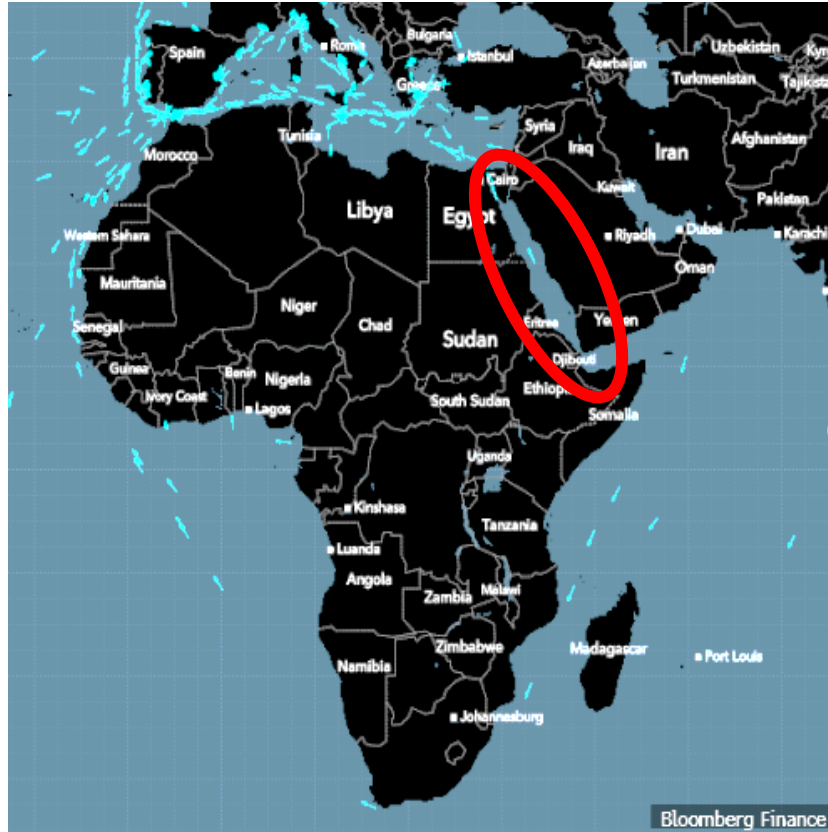 Spain
Rome
Bulgaria
Istanbul
Greece
Azerbaijan
Uzbekistan
Turkmenistan
Tunisia
Morocco
Syria
Iraq
Iran
Afghanistan
Cairo
Kuwait
Pakistan
Libya
Egypt
Western Sahara
Riyadh
Dubai
Karachi
Oman
Mauritania
Niger
Chad
Sudan
Eritrea
Yemen
Senegal
Guinea
Benin
Nigeria
Djibouti
Ethiopia
Ivory Coast
Lagos
South Sudan
Somalia
Uganda
Kinshasa
Tanzania
Luanda
Angola
Zambia
Malawi
Zimbabwe
Madagascar
Port Louis
Namibia
Johannesburg
Bloomberg Finance